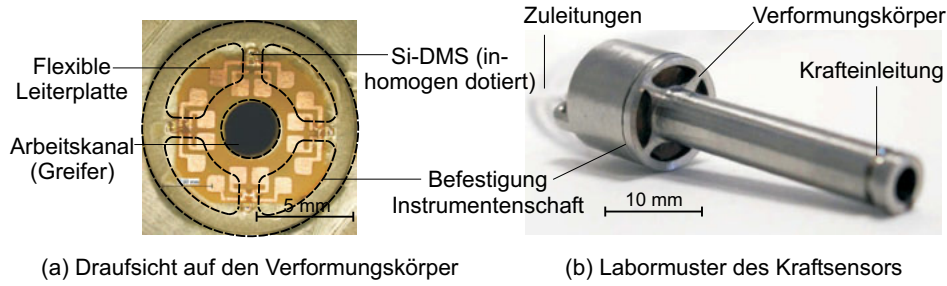 Flexible
Leiterplatte
Si-DMS (in-
homogen dotiert)
Arbeitskanal
(Greifer)
Befestigung
Instrumentenschaft
5 mm
Zuleitungen
Verformungskörper
Krafteinleitung
10 mm
(a) Draufsicht auf den Verformungskörper
(b) Labormuster des Kraftsensors